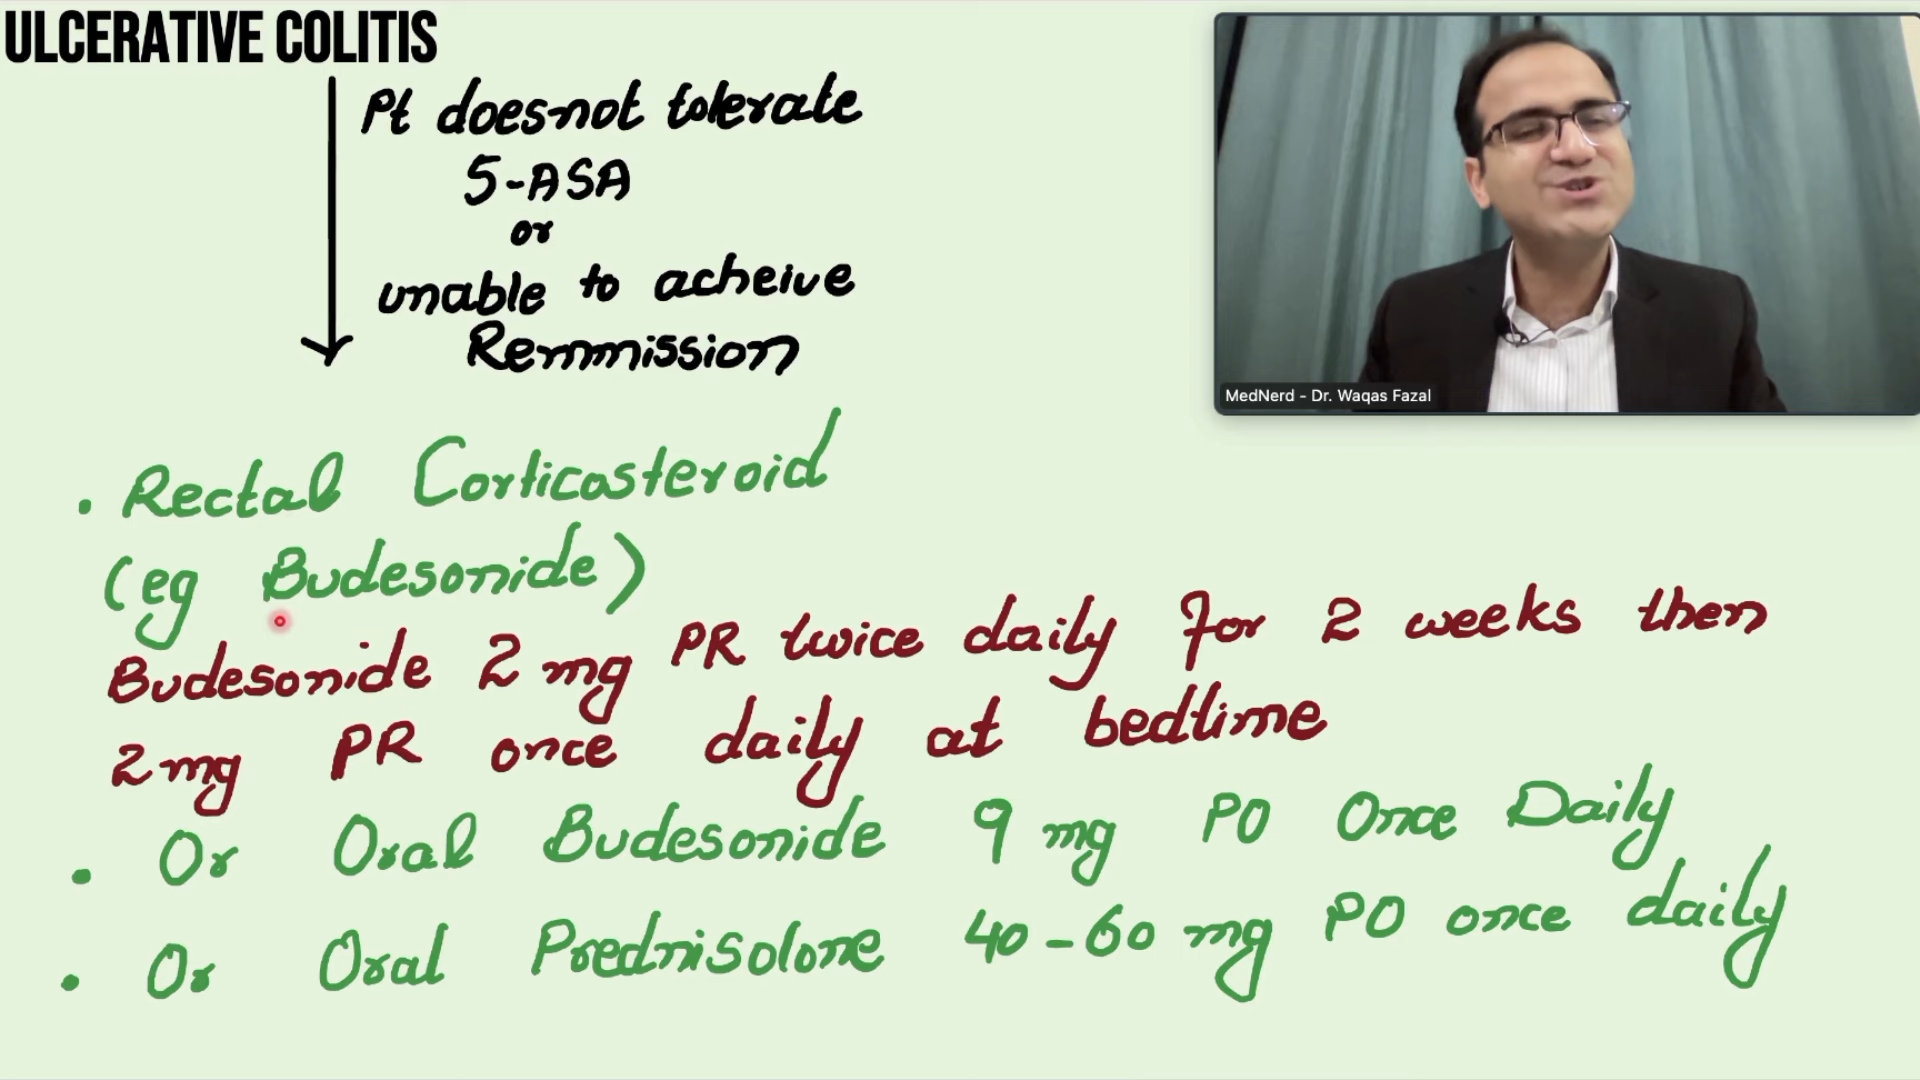 ULCERATIVE COLITIS
Pt doesnot tolerate
5-ASA
or
unable to acheive
Remmission
MedNerd - Dr. Waqas Fazal
. Rectal Corticosteroid
(eg Budesonide)
Budesonide 2 mg PR twice daily for 2 weeks then
2mg PR once daily at bedtime
. Or Oral Budesonide 9 mg PO Once Daily
. Or Oral Prednisolone 40-60 mg PO once daily